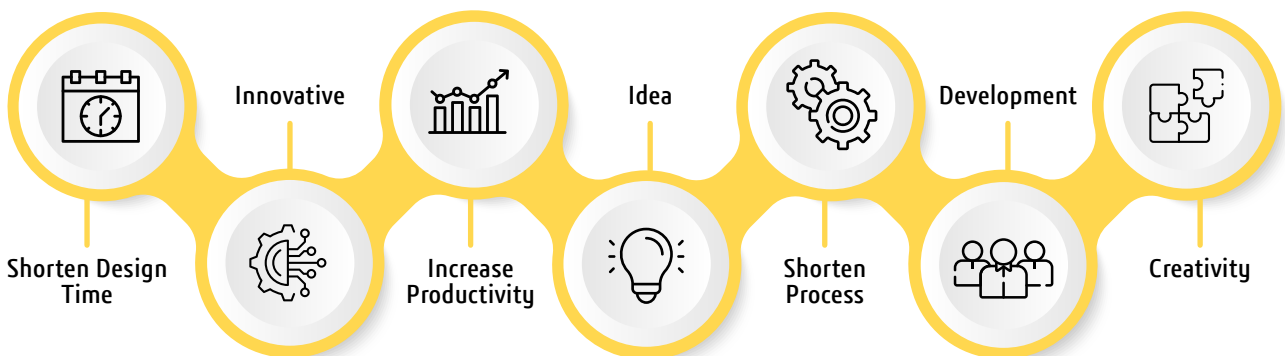 Shorten Design
Time
Innovative
Increase
Productivity
Idea
Shorten
Process
Development
Creativity